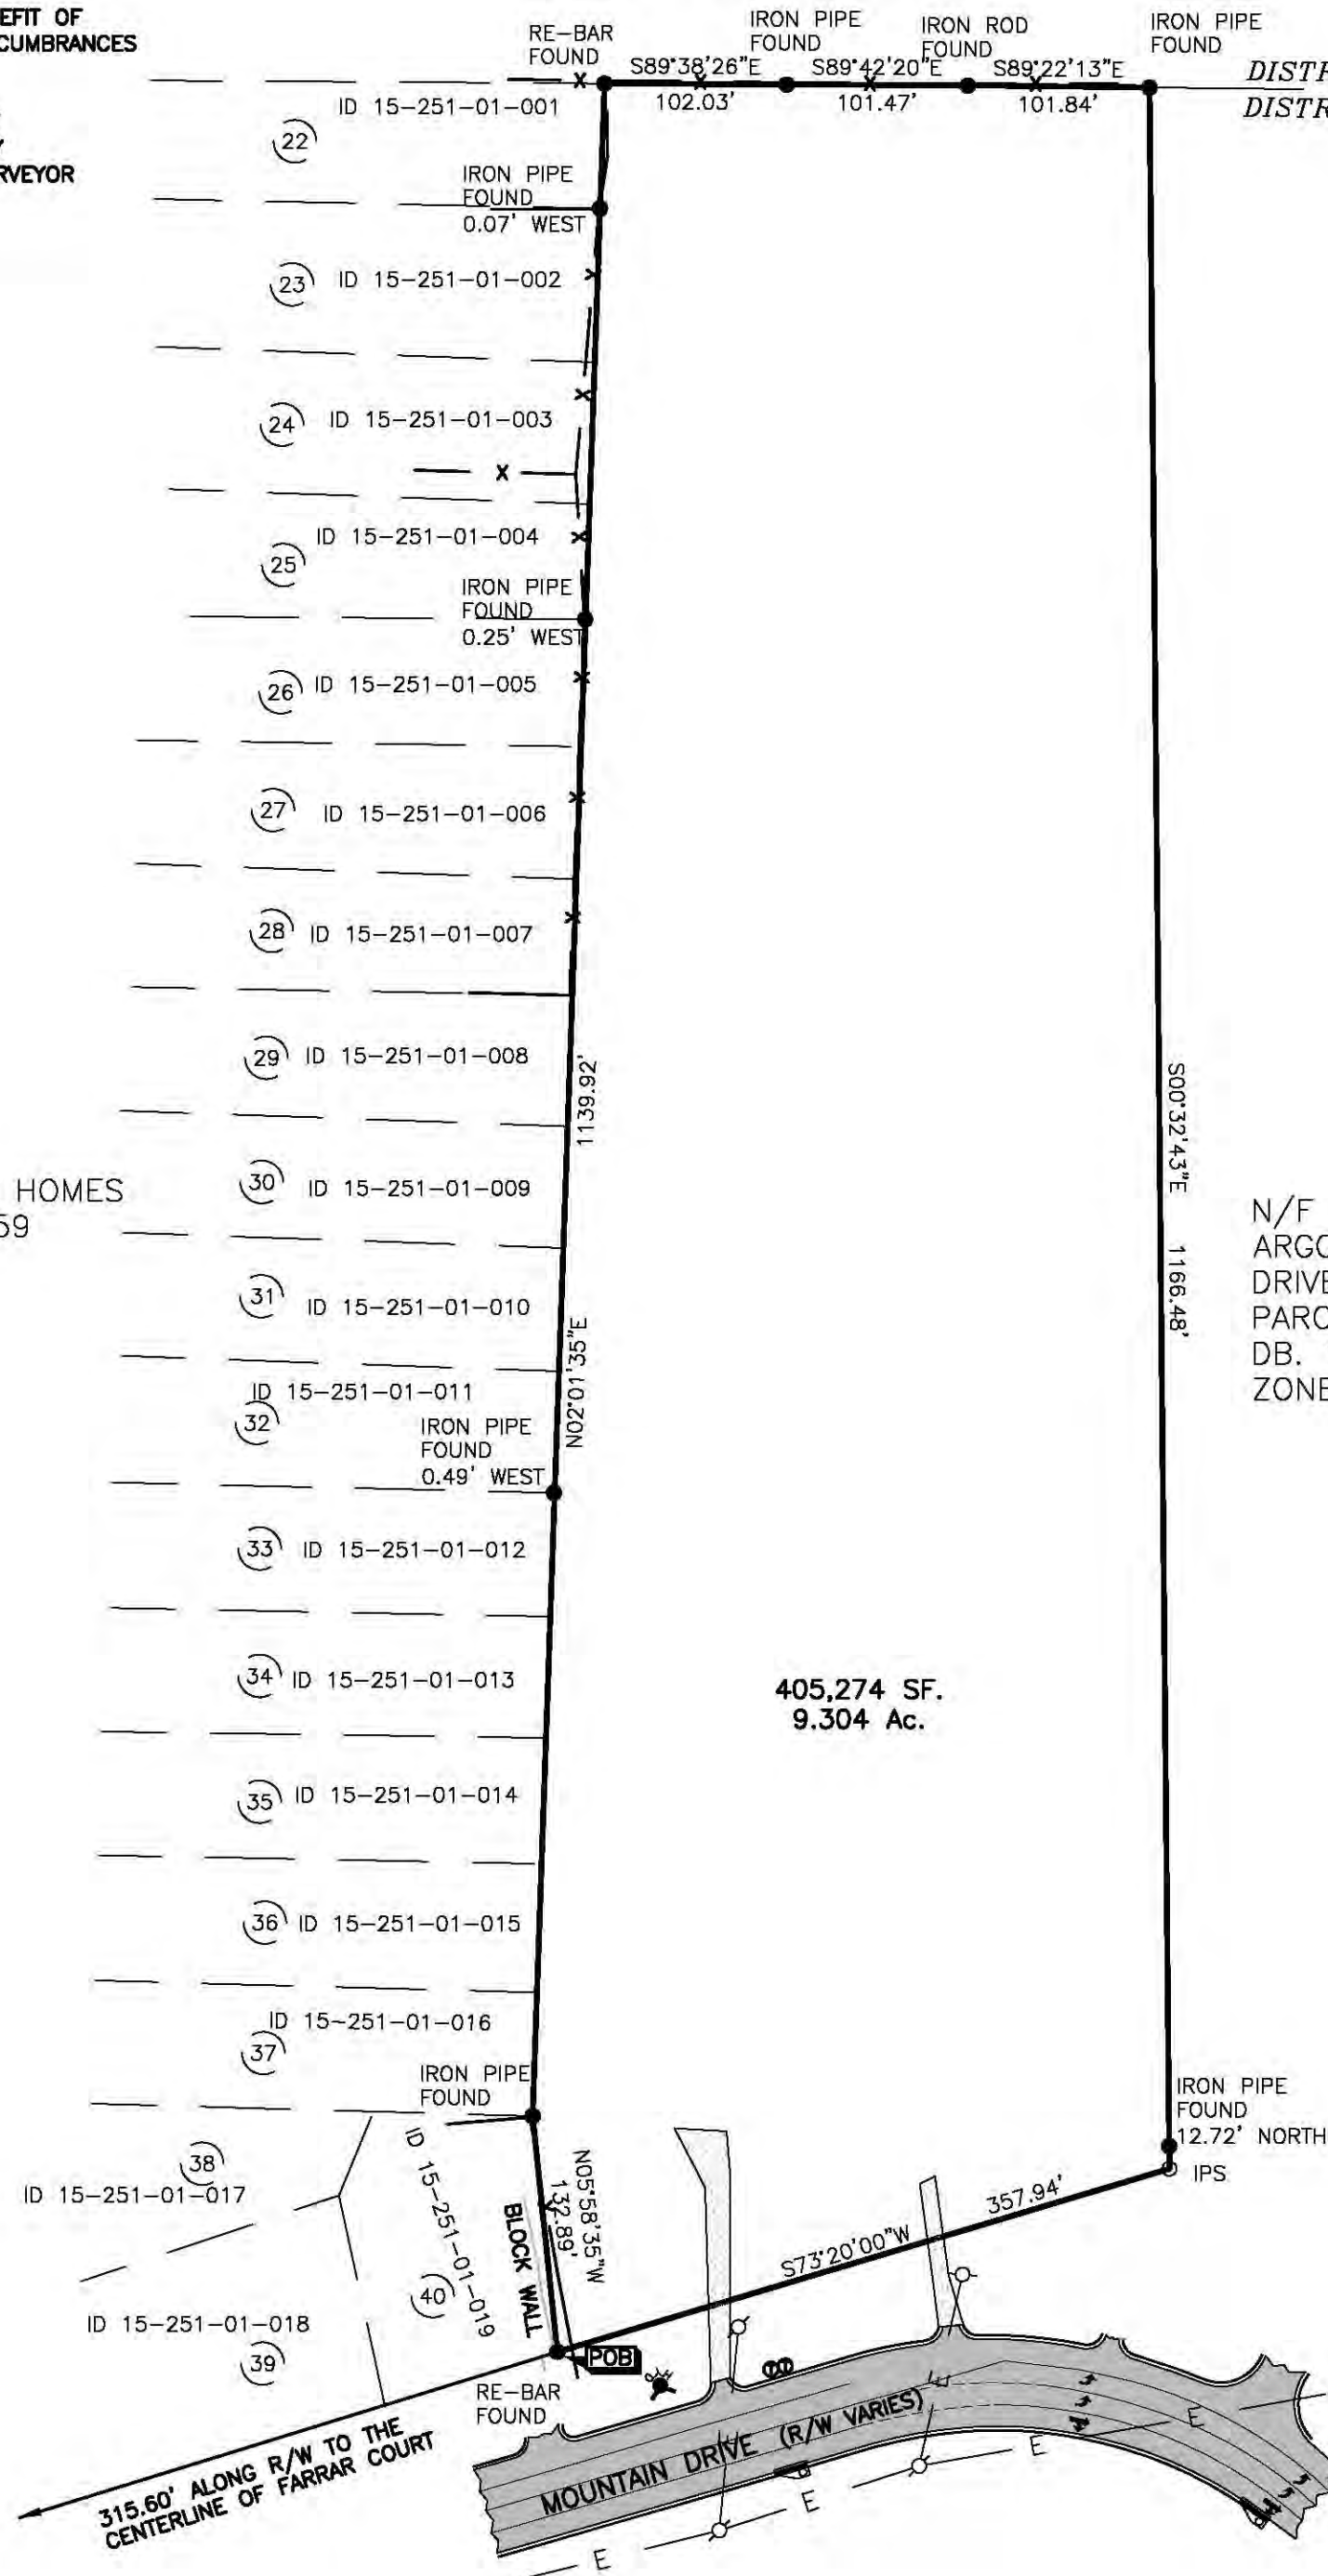 EFIT OF
CUMBRANCES
RVEYOR
RE-BAR
FOUND
IRON PIPE
FOUND
IRON ROD
FOUND
IRON PIPE
FOUND
S89°38'26"E
102.03'
S89°42'20"E
101.47'
S89°22'13"E
101.84'
DISTR
DISTR
ID 15-251-01-001
22
IRON PIPE
FOUND
0.07' WEST
23 ID 15-251-01-002
24 ID 15-251-01-003
X
ID 15-251-01-004
25
IRON PIPE
FOUND
0.25' WEST
26 ID 15-251-01-005
27 ID 15-251-01-006
28 ID 15-251-01-007
29 ID 15-251-01-008
1139.92'
S00°32'43"E 1166.48'
HOMES
59
30 ID 15-251-01-009
N/F
ARGO
DRIVE
PARC
DB.
ZONE
31 ID 15-251-01-010
N02°01'35"E
ID 15-251-01-011
32
IRON PIPE
FOUND
0.49' WEST
33 ID 15-251-01-012
34 ID 15-251-01-013
405,274 SF.
9.304 Ac.
35 ID 15-251-01-014
36 ID 15-251-01-015
ID 15-251-01-016
37
IRON PIPE
FOUND
IRON PIPE
FOUND
12.72' NORTH
IPS
38
ID 15-251-01-017
ID 15-251-01-019
40
N05°58'35"W
132.89'
BLOCK WALL
357.94'
S73°20'00"W
ID 15-251-01-018
39
POB
RE-BAR
FOUND
315.60' ALONG R/W TO THE
CENTERLINE OF FARRAR COURT
MOUNTAIN DRIVE (R/W VARIES)
E
E
E
E